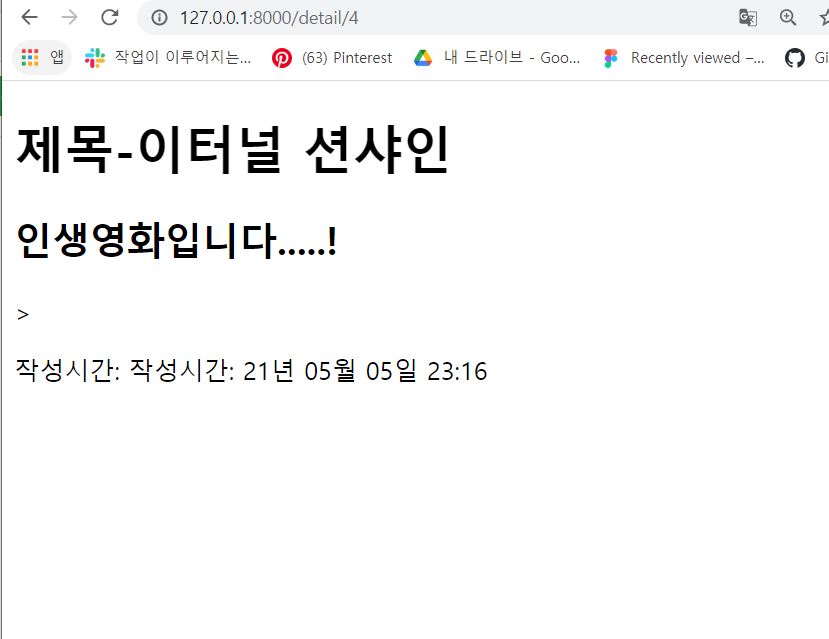 127.0.0.1:8000/detail/4
앱 작업이 이루어지는... (63) Pinterest 내 드라이브 - Goo... Recently viewed –... Gi
제목-이터널 션샤인
인생영화입니다.....!
>
작성시간: 작성시간: 21년 05월 05일 23:16